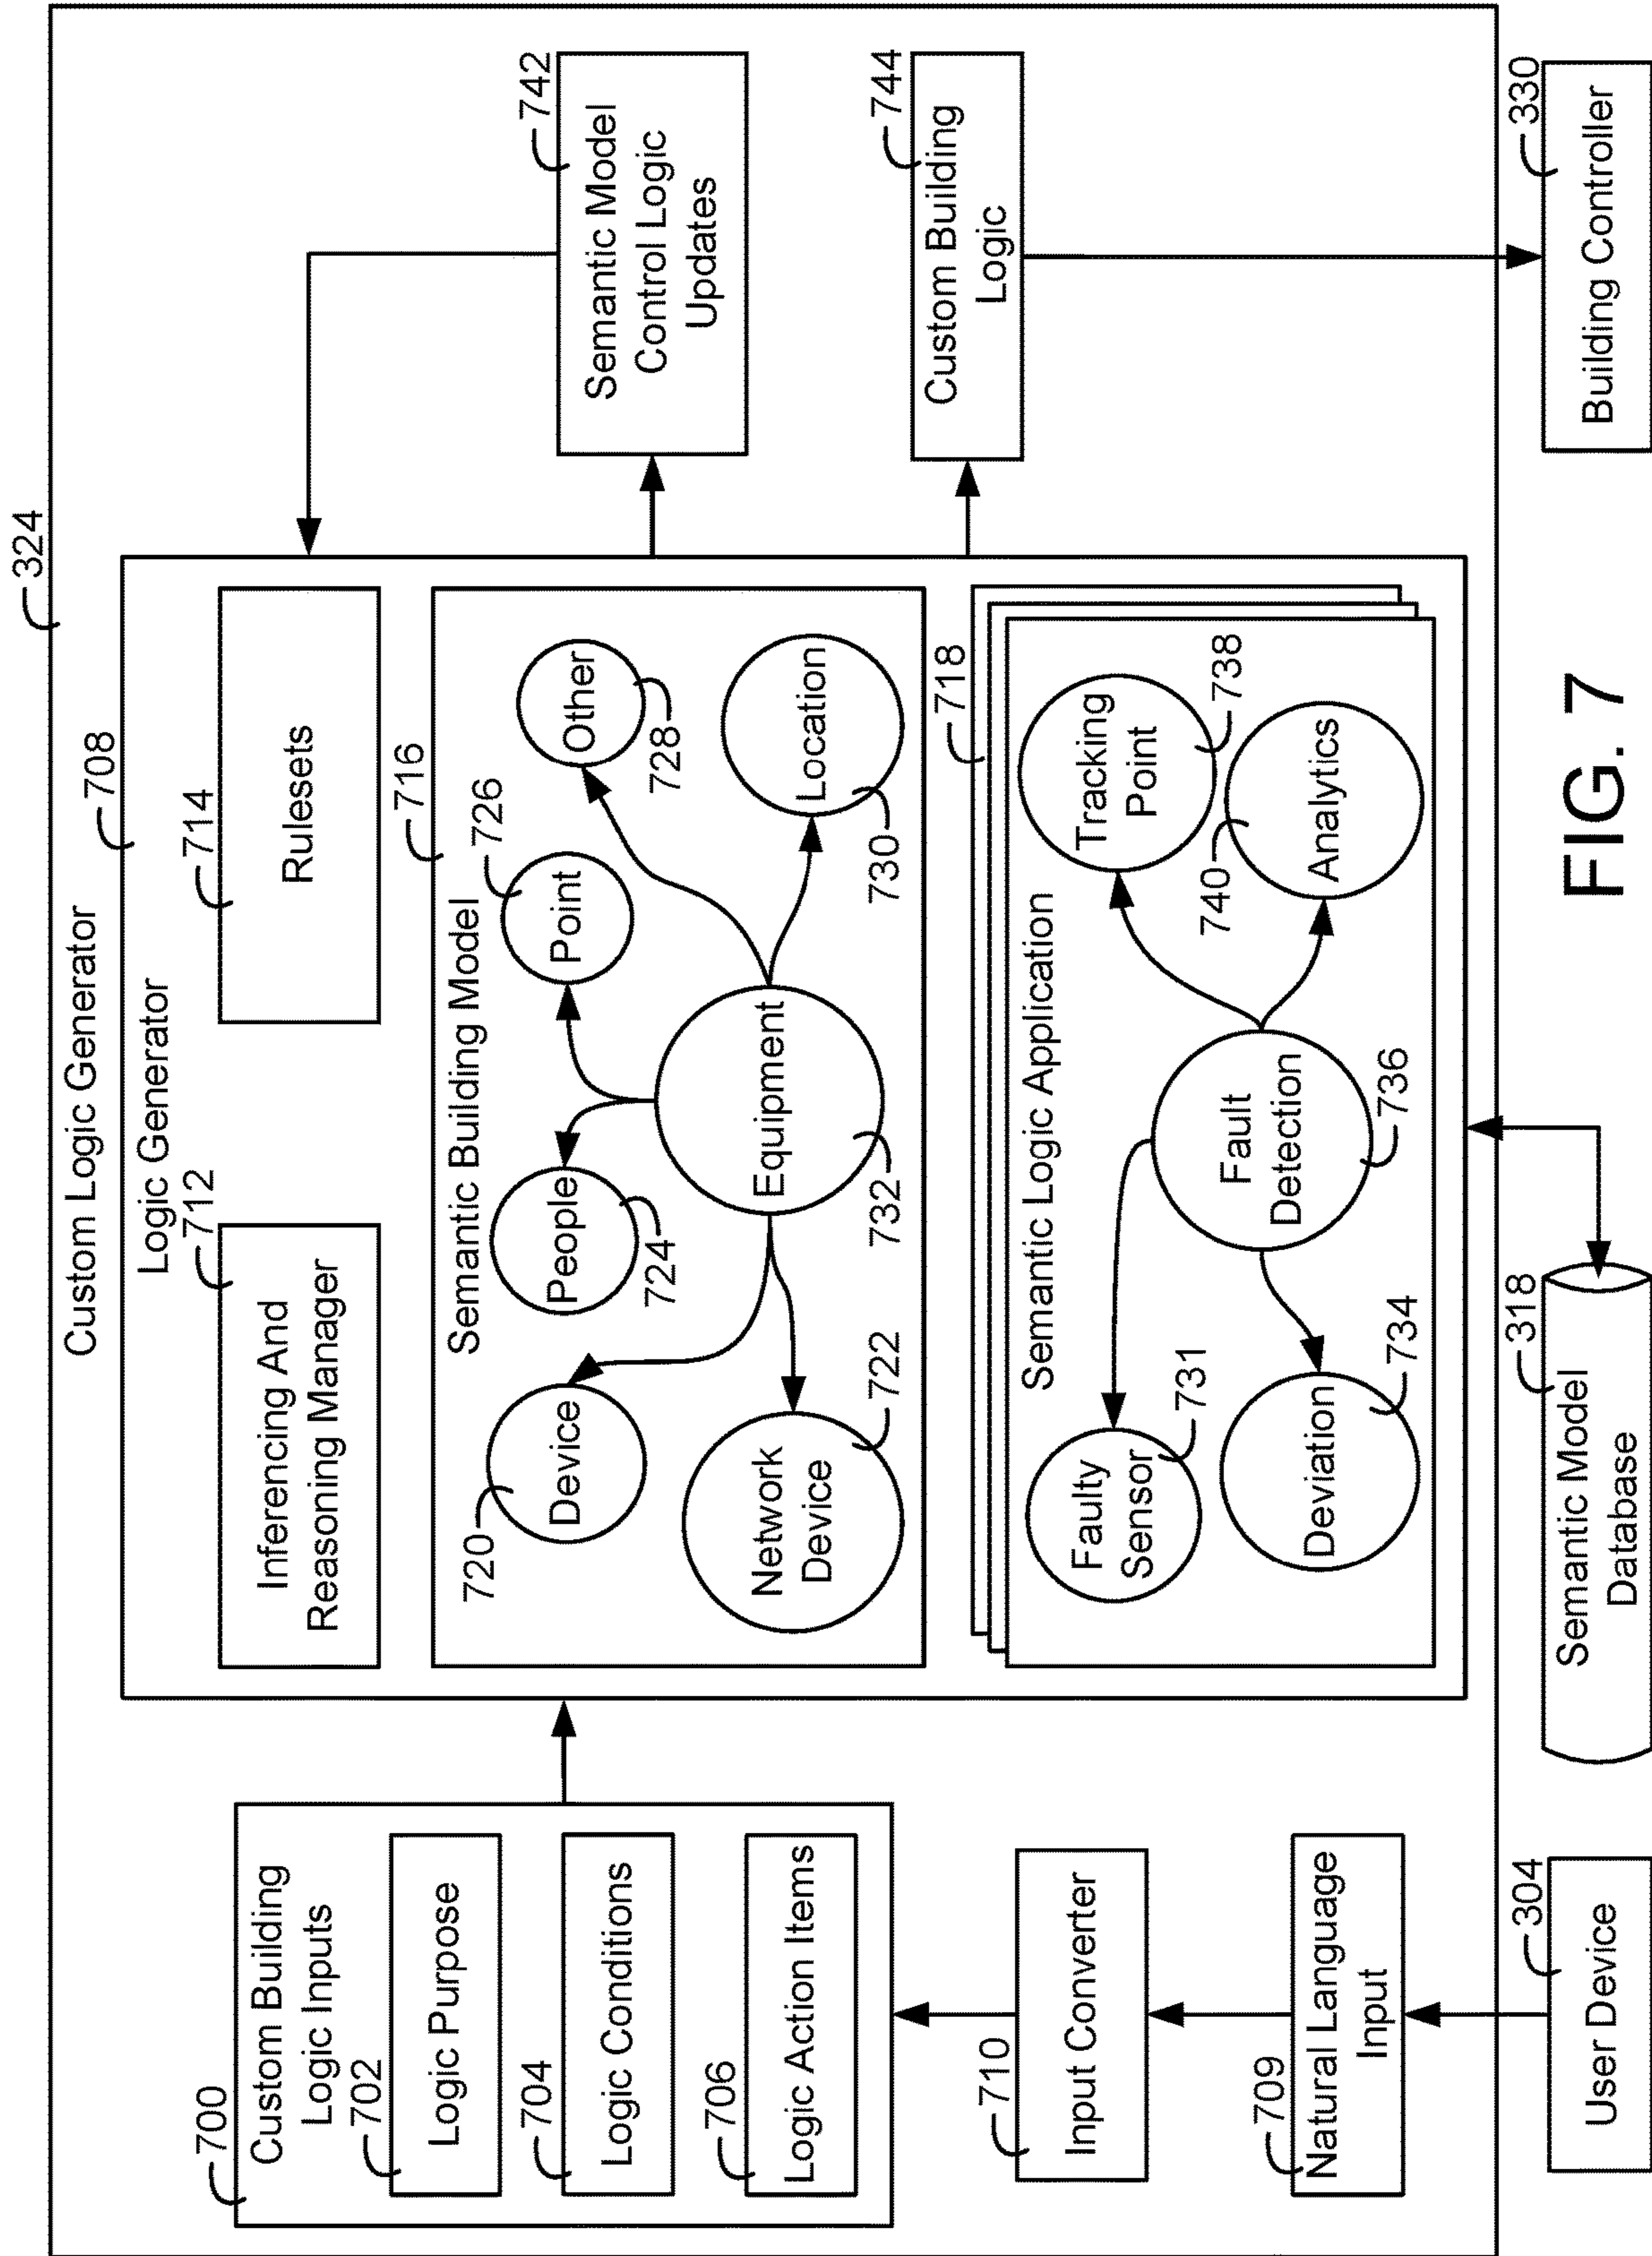 324
Custom Logic Generator
700
Custom Building
Logic Inputs
702
Logic Purpose
704
Logic Conditions
706
Logic Action Items
710
Input Converter
709
Natural Language
Input
304
User Device
708
Logic Generator
712
Inferencing And
Reasoning Manager
714
Rulesets
716
Semantic Building Model
720
Device
722
Network
Device
724
People
726
Point
Other
728
Location
730
Equipment
732
718
Semantic Logic Application
Faulty
Sensor
731
Deviation
734
Fault
Detection
736
Tracking
Point
738
740
Analytics
742
Semantic Model
Control Logic
Updates
744
Custom Building
Logic
318
Semantic Model
Database
330
Building Controller
FIG. 7